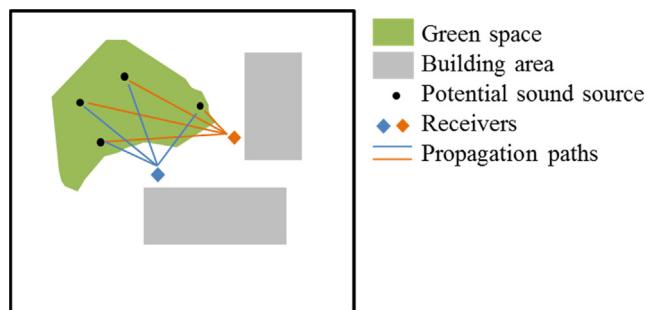 Green space
Building area
Potential sound source
Receivers
Propagation paths